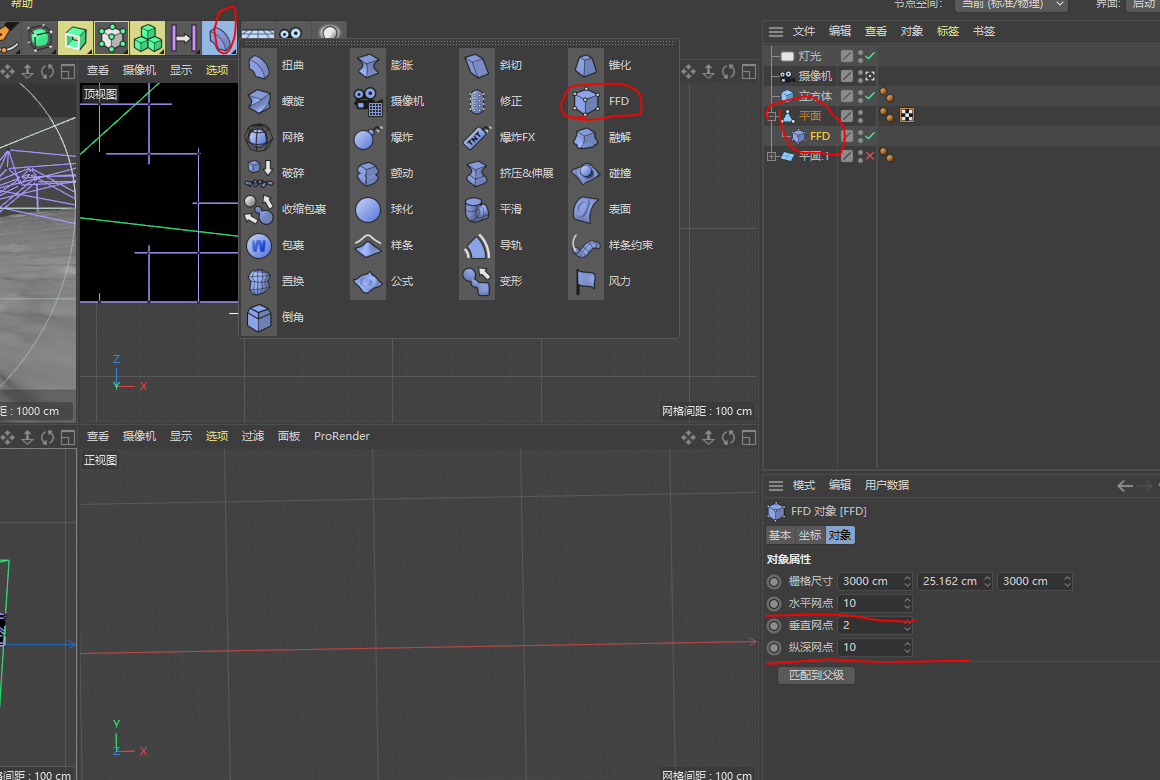 帮助
节点空间: 当前 (标准/物理) 界面: 启动
查看 摄像机 显示 选项
顶视图
扭曲 膨胀 斜切 锥化
螺旋 摄像机 修正 FFD
网格 爆炸 爆炸FX 融解
破碎 颤动 挤压&伸展 碰撞
收缩包裹 球化 平滑 表面
包裹 样条 导轨 样条约束
置换 公式 变形 风力
倒角
Z
Y X
距 : 1000 cm
网格间距 : 100 cm
查看 摄像机 显示 选项 过滤 面板 ProRender
正视图
Y
Z X
格间距 : 100 cm
网格间距 : 100 cm
文件 编辑 查看 对象 标签 书签
灯光
摄像机
立方体
平面
FFD
平面.1
模式 编辑 用户数据
FFD 对象 [FFD]
基本 坐标 对象
对象属性
栅格尺寸 3000 cm 25.162 cm 3000 cm
水平网点 10
垂直网点 2
纵深网点 10
匹配到父级